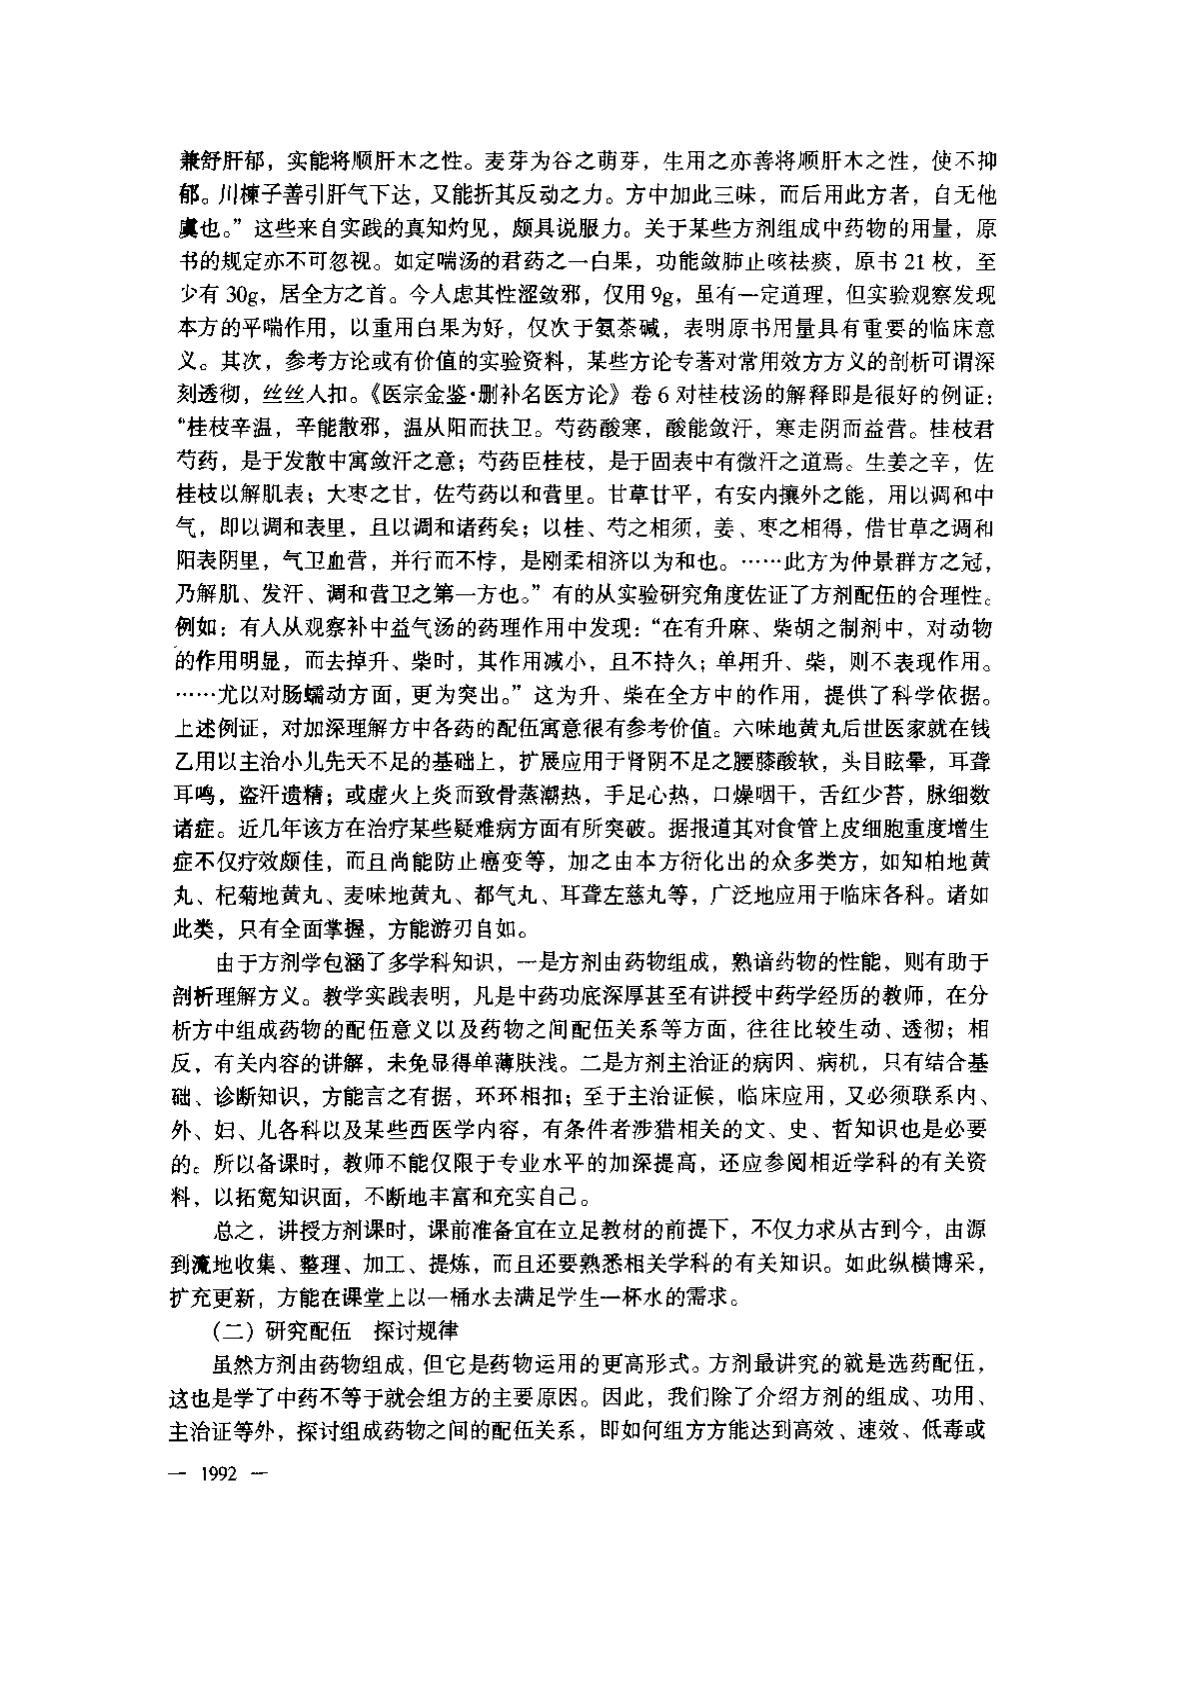 兼舒肝郁，实能将顺肝木之性。麦芽为谷之萌芽，生用之亦善将顺肝木之性，使不抑
郁。川楝子善引肝气下达，又能折其反动之力。方中加此三味，而后用此方者，自无他
虞也。”这些来自实践的真知灼见，颇具说服力。关于某些方剂组成中药物的用量，原
书的规定亦不可忽视。如定喘汤的君药之一白果，功能敛肺止咳祛痰，原书 21 枚，至
少有 30g，居全方之首。今人虑其性涩敛邪，仅用 9g，虽有一定道理，但实验观察发现
本方的平喘作用，以重用白果为好，仅次于氨茶碱，表明原书用量具有重要的临床意
义。其次，参考方论或有价值的实验资料，某些方论专著对常用效方方义的剖析可谓深
刻透彻，丝丝人扣。《医宗金鉴·删补名医方论》卷 6 对桂枝汤的解释即是很好的例证：
“桂枝辛温，辛能散邪，温从阳而扶卫。芍药酸寒，酸能敛汗，寒走阴而益营。桂枝君
芍药，是于发散中寓敛汗之意；芍药臣桂枝，是于固表中有微汗之道焉。生姜之辛，佐
桂枝以解肌表；大枣之甘，佐芍药以和营里。甘草甘平，有安内攘外之能，用以调和中
气，即以调和表里，且以调和诸药矣；以桂、芍之相须，姜、枣之相得，借甘草之调和
阳表阴里，气卫血营，并行而不悖，是刚柔相济以为和也。……此方为仲景群方之冠，
乃解肌、发汗、调和营卫之第一方也。”有的从实验研究角度佐证了方剂配伍的合理性。
例如：有人从观察补中益气汤的药理作用中发现：“在有升麻、柴胡之制剂中，对动物
的作用明显，而去掉升、柴时，其作用减小，且不持久；单用升、柴，则不表现作用。
……尤以对肠蠕动方面，更为突出。”这为升、柴在全方中的作用，提供了科学依据。
上述例证，对加深理解方中各药的配伍寓意很有参考价值。六味地黄丸后世医家就在钱
乙用以主治小儿先天不足的基础上，扩展应用于肾阴不足之腰膝酸软，头目眩晕，耳聋
耳鸣，盗汗遗精；或虚火上炎而致骨蒸潮热，手足心热，口燥咽干，舌红少苔，脉细数
诸症。近几年该方在治疗某些疑难病方面有所突破。据报道其对食管上皮细胞重度增生
症不仅疗效颇佳，而且尚能防止癌变等，加之由本方衍化出的众多类方，如知柏地黄
丸、杞菊地黄丸、麦味地黄丸、都气丸、耳聋左慈丸等，广泛地应用于临床各科。诸如
此类，只有全面掌握，方能游刃自如。
由于方剂学包涵了多学科知识，一是方剂由药物组成，熟谙药物的性能，则有助于
剖析理解方义。教学实践表明，凡是中药功底深厚甚至有讲授中药学经历的教师，在分
析方中组成药物的配伍意义以及药物之间配伍关系等方面，往往比较生动、透彻；相
反，有关内容的讲解，未免显得单薄肤浅。二是方剂主治证的病因、病机，只有结合基
础、诊断知识，方能言之有据，环环相扣；至于主治证候，临床应用，又必须联系内、
外、妇、儿各科以及某些西医学内容，有条件者涉猎相关的文、史、哲知识也是必要
的。所以备课时，教师不能仅限于专业水平的加深提高，还应参阅相近学科的有关资
料，以拓宽知识面，不断地丰富和充实自己。
总之，讲授方剂课时，课前准备宜在立足教材的前提下，不仅力求从古到今，由源
到流地收集、整理、加工、提炼，而且还要熟悉相关学科的有关知识。如此纵横博采，
扩充更新，方能在课堂上以一桶水去满足学生一杯水的需求。
（二）研究配伍 探讨规律
虽然方剂由药物组成，但它是药物运用的更高形式。方剂最讲究的就是选药配伍，
这也是学了中药不等于就会组方的主要原因。因此，我们除了介绍方剂的组成、功用、
主治证等外，探讨组成药物之间的配伍关系，即如何组方方能达到高效、速效、低毒或
— 1992 —